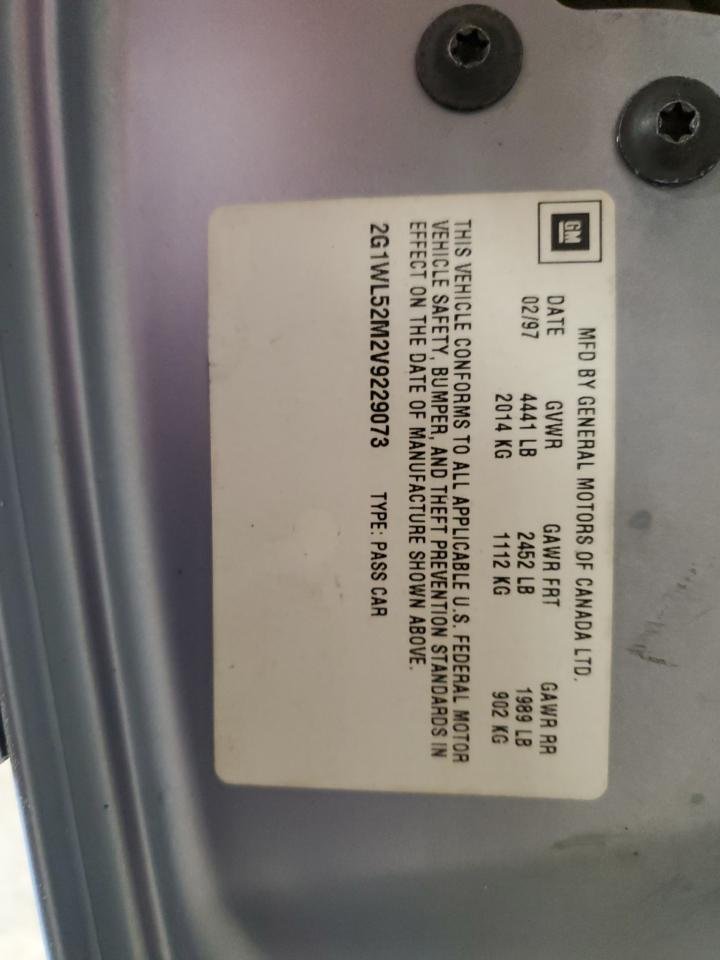 GM
MFD BY GENERAL MOTORS OF CANADA LTD.
DATE GVWR GAWR FRT GAWR RR
02/97 4441 LB 2452 LB 1989 LB
2014 KG 1112 KG 902 KG
THIS VEHICLE CONFORMS TO ALL APPLICABLE U.S. FEDERAL MOTOR
VEHICLE SAFETY, BUMPER, AND THEFT PREVENTION STANDARDS IN
EFFECT ON THE DATE OF MANUFACTURE SHOWN ABOVE.
2G1WL52M2V9229073 TYPE: PASS CAR